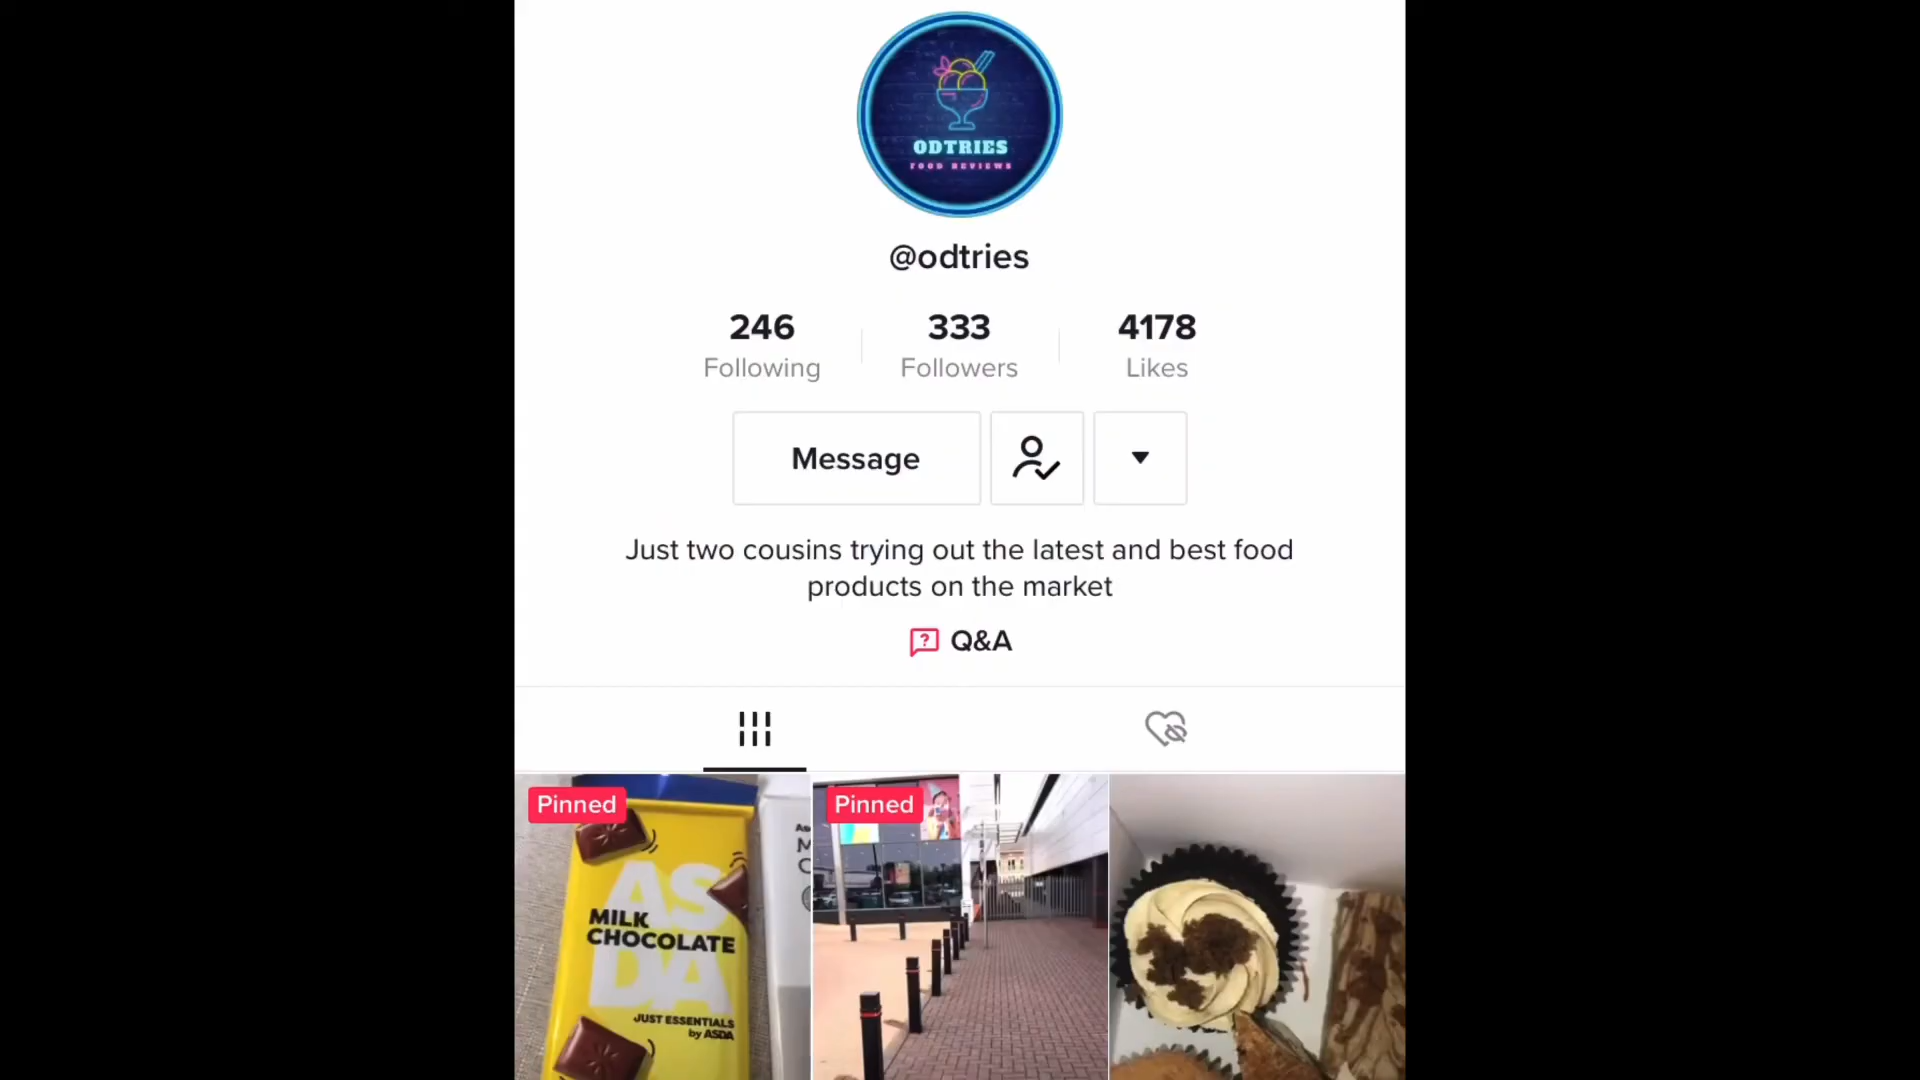 ODTRIES
FOOD REVIEWS
@odtries
246
Following
333
Followers
4178
Likes
Message
Just two cousins trying out the latest and best food
products on the market
Q&A
Pinned
ASDA
MILK
CHOCOLATE
JUST ESSENTIALS
by ASDA
Pinned